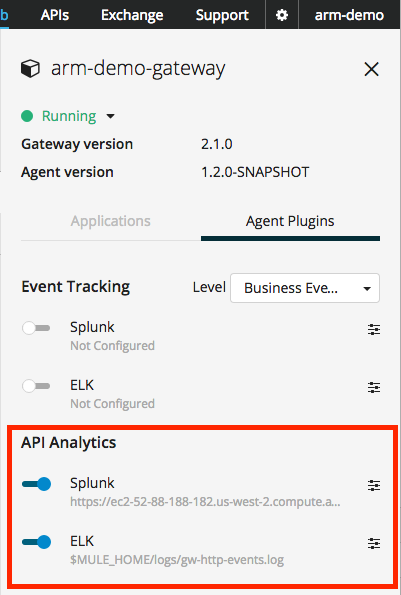 b APIs Exchange Support arm-demo
arm-demo-gateway
Running
Gateway version 2.1.0
Agent version 1.2.0-SNAPSHOT
Applications Agent Plugins
Event Tracking Level Business Eve...
Splunk
Not Configured
ELK
Not Configured
API Analytics
Splunk
https://ec2-52-88-188-182.us-west-2.compute.a...
ELK
$MULE_HOME/logs/gw-http-events.log